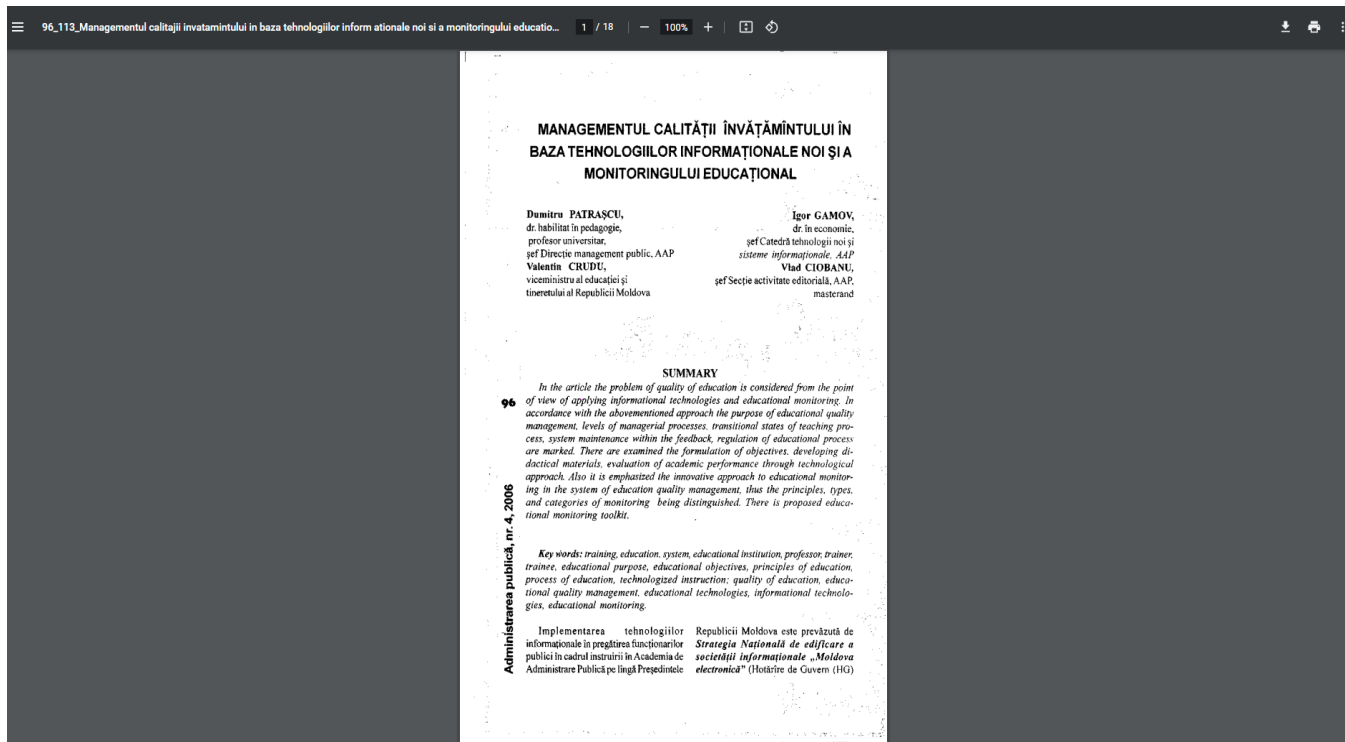 96_113_Managementul calitajii invatamintului in baza tehnologiilor inform ationale noi si a monitoringului educatio...
1 / 18
100%
MANAGEMENTUL CALITĂȚII ÎNVĂȚĂMÎNTULUI ÎN
BAZA TEHNOLOGIILOR INFORMAȚIONALE NOI ȘI A
MONITORINGULUI EDUCAȚIONAL
Dumitru PATRAȘCU,
dr. habilitat în pedagogie,
profesor universitar,
șef Direcție management public, AAP
Valentin CRUDU,
viceministru al educației și
tineretului al Republicii Moldova
Igor GAMOV,
dr. în economie,
șef Catedră tehnologii noi și
sisteme informaționale, AAP
Vlad CIOBANU,
șef Secție activitate editorială, AAP,
masterand
SUMMARY
In the article the problem of quality of education is considered from the point
of view of applying informational technologies and educational monitoring. In
accordance with the abovementioned approach the purpose of educational quality
management, levels of managerial processes, transitional states of teaching pro-
cess, system maintenance within the feedback, regulation of educational process
are marked. There are examined the formulation of objectives, developing di-
dactical materials, evaluation of academic performance through technological
approach. Also it is emphasized the innovative approach to educational monitor-
ing in the system of education quality management, thus the principles, types,
and categories of monitoring being distinguished. There is proposed educa-
tional monitoring toolkit.
Key words: training, education, system, educational institution, professor, trainer,
trainee, educational purpose, educational objectives, principles of education,
process of education, technologized instruction; quality of education, educa-
tional quality management, educational technologies, informational technolo-
gies, educational monitoring.
Implementarea tehnologiilor
informaționale în pregătirea funcționarilor
publici în cadrul instruirii în Academia de
Administrare Publică pe lîngă Președintele
Republicii Moldova este prevăzută de
Strategia Națională de edificare a
societății informaționale „Moldova
electronică” (Hotărîre de Guvern (HG)
96
Administrarea publică, nr. 4, 2006